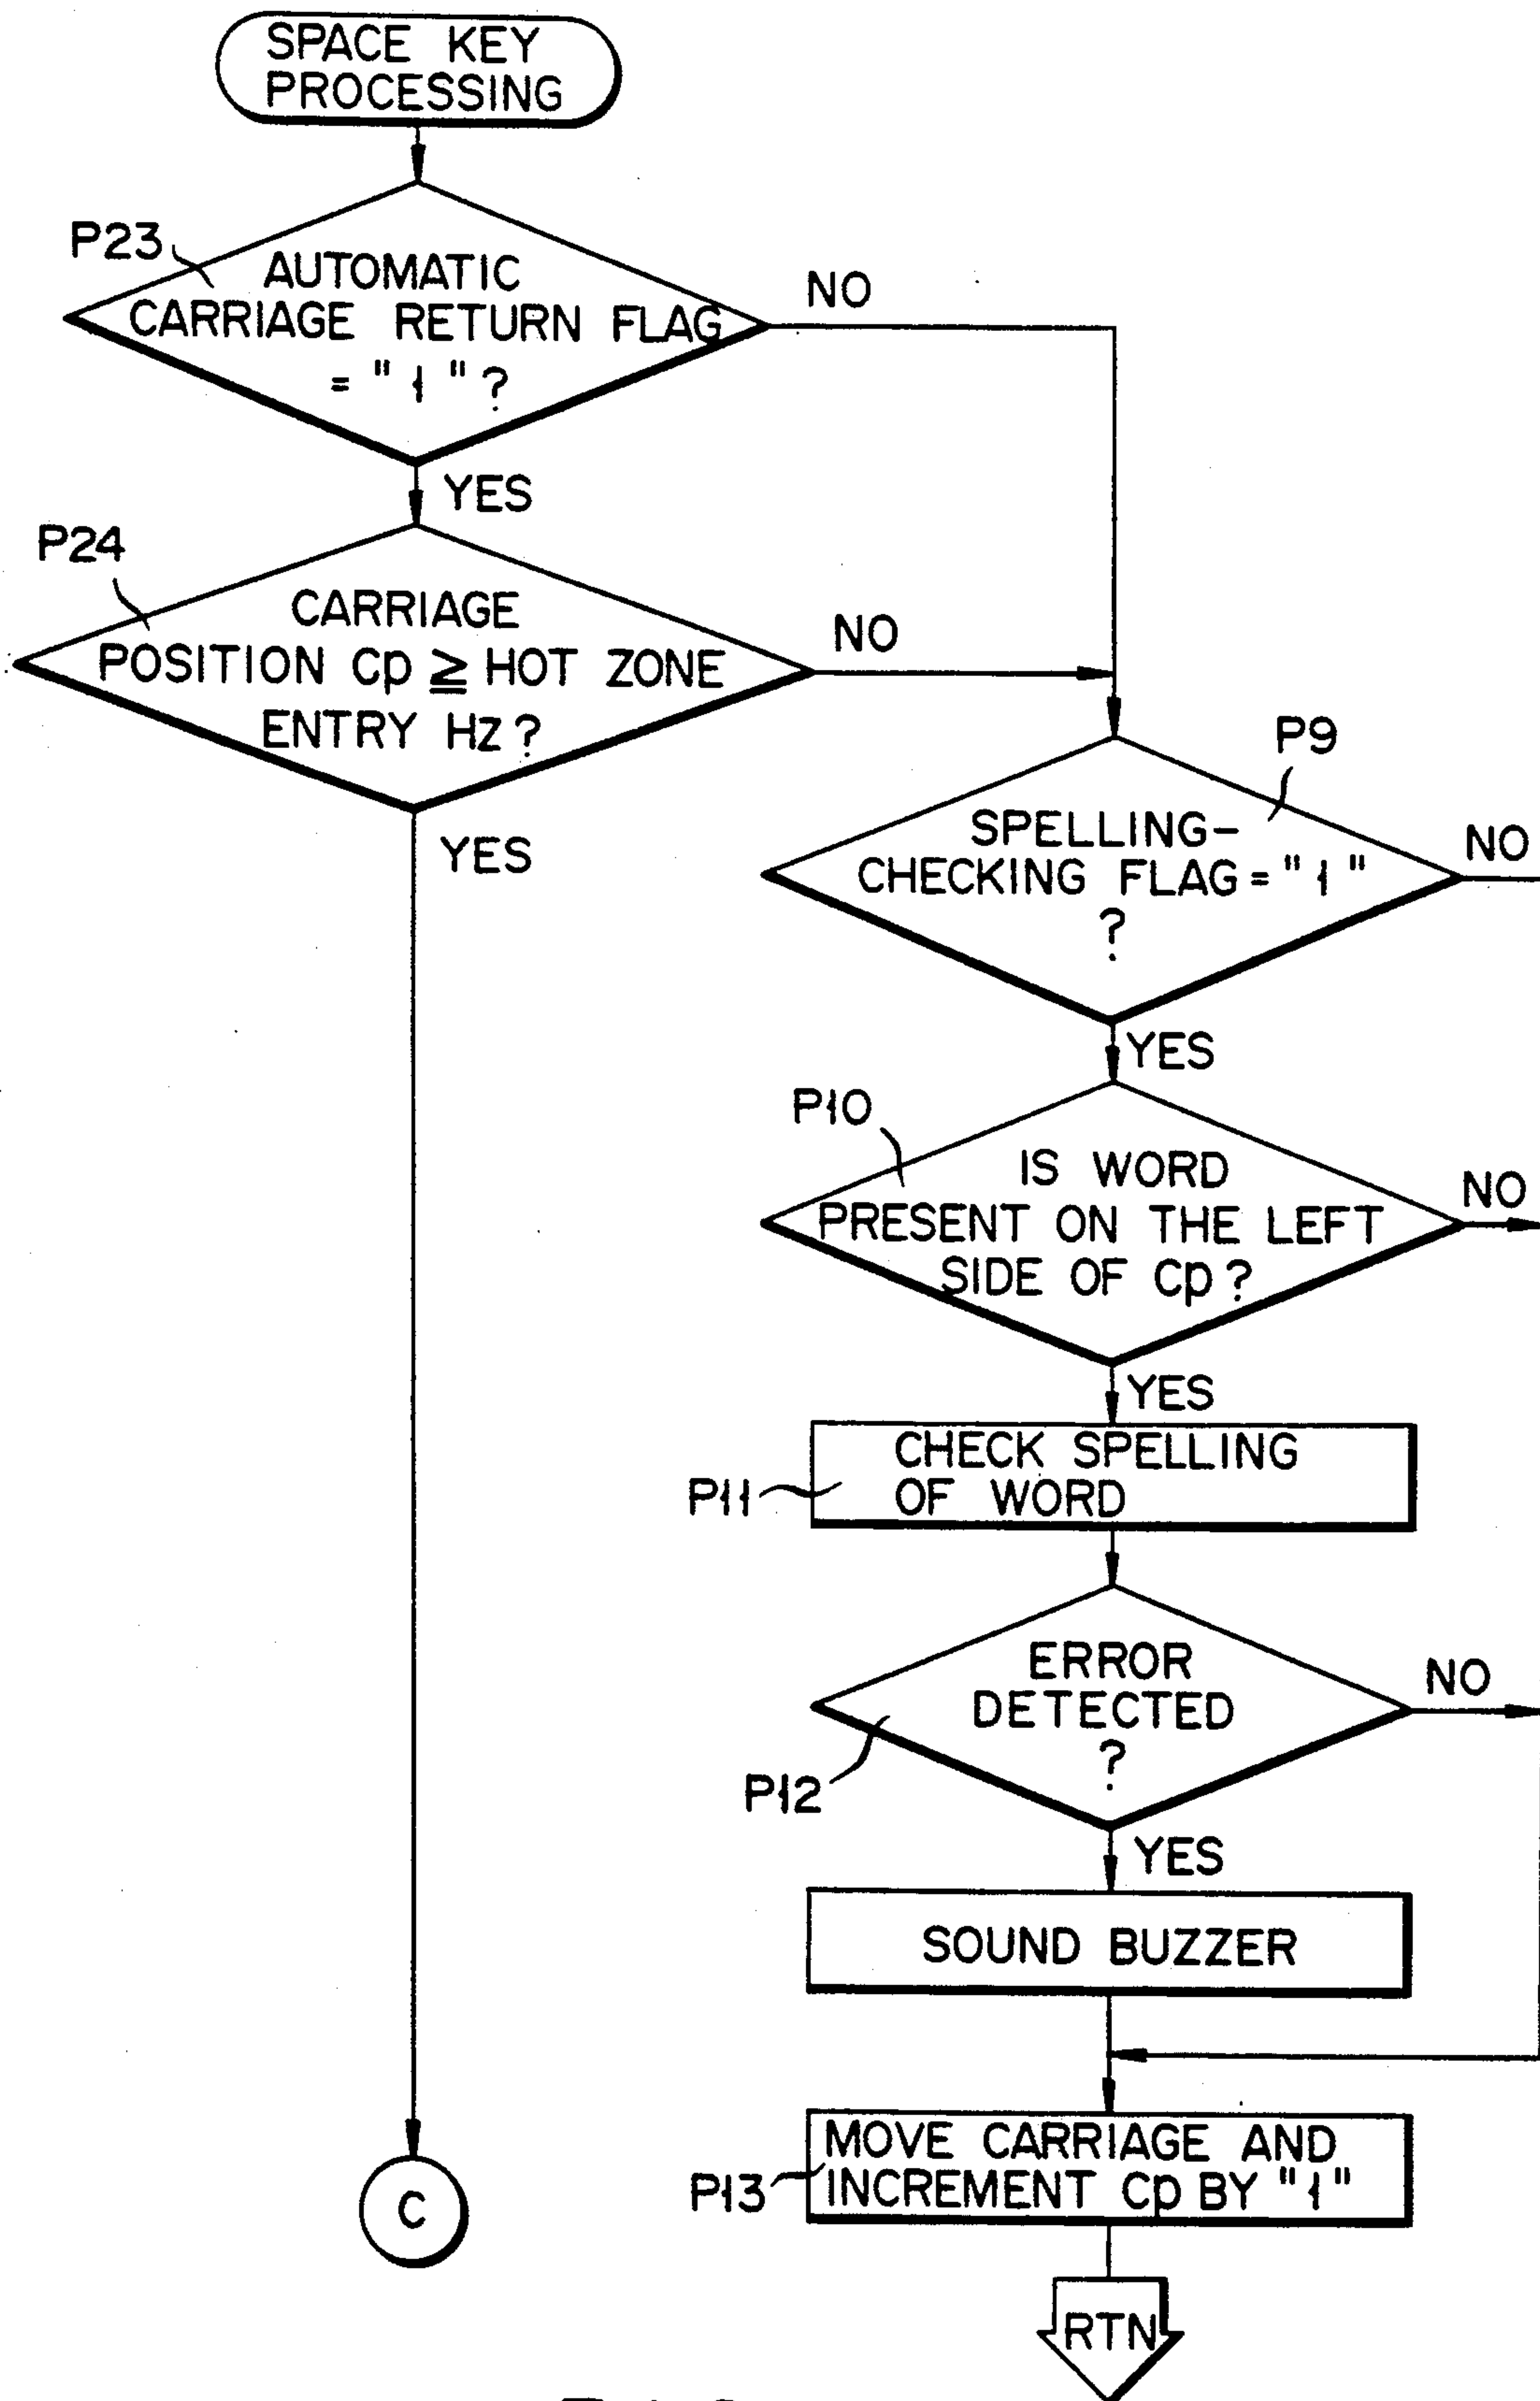 SPACE KEY
PROCESSING
P23
AUTOMATIC
CARRIAGE RETURN FLAG
= "1"?
NO
YES
P24
CARRIAGE
POSITION Cp ≧ HOT ZONE
ENTRY Hz?
NO
YES
P9
SPELLING-
CHECKING FLAG = "1"
?
NO
YES
P10
IS WORD
PRESENT ON THE LEFT
SIDE OF Cp?
NO
YES
P11
CHECK SPELLING
OF WORD
P12
ERROR
DETECTED
?
NO
YES
SOUND BUZZER
P13
MOVE CARRIAGE AND
INCREMENT Cp BY "1"
C
RTN